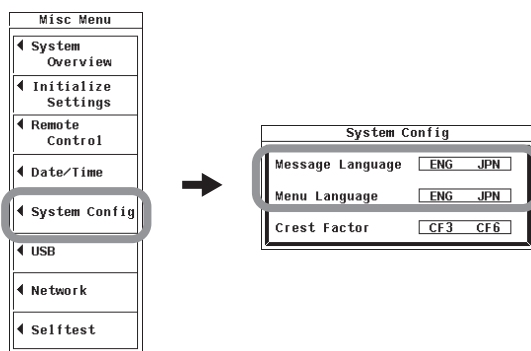 Misc Menu
System
Overview
Initialize
Settings
Remote
Control
Date/Time
System Config
USB
Network
Selftest
System Config
Message Language ENG JPN
Menu Language ENG JPN
Crest Factor CF3 CF6